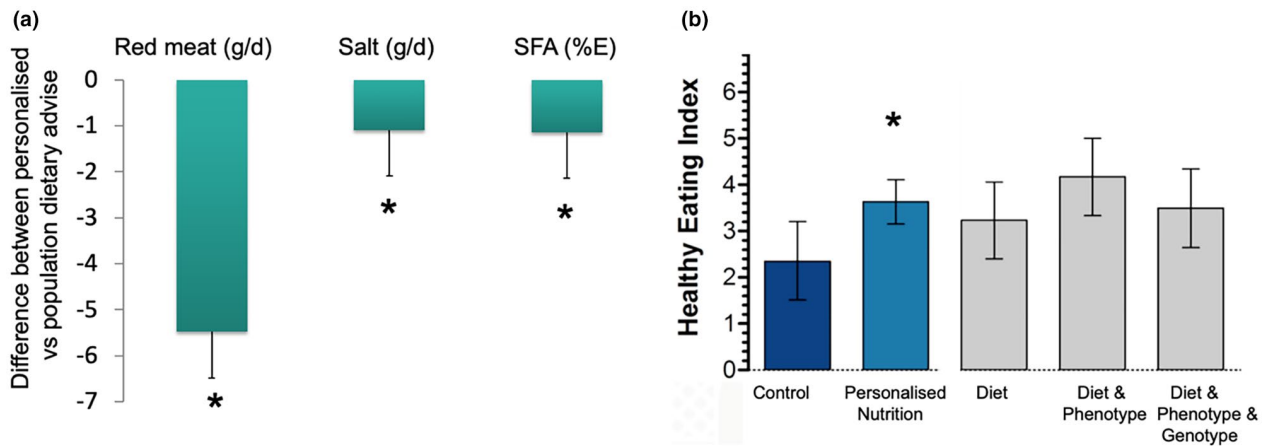 (a)
Red meat (g/d) Salt (g/d) SFA (%E)
Difference between personalised
vs population dietary advise
0
-1
-2
-3
-4
-5
-6
-7
*
*
*
(b)
Healthy Eating Index
6
5
4
3
2
1
0
*
Control
Personalised
Nutrition
Diet
Diet &
Phenotype
Diet &
Phenotype &
Genotype